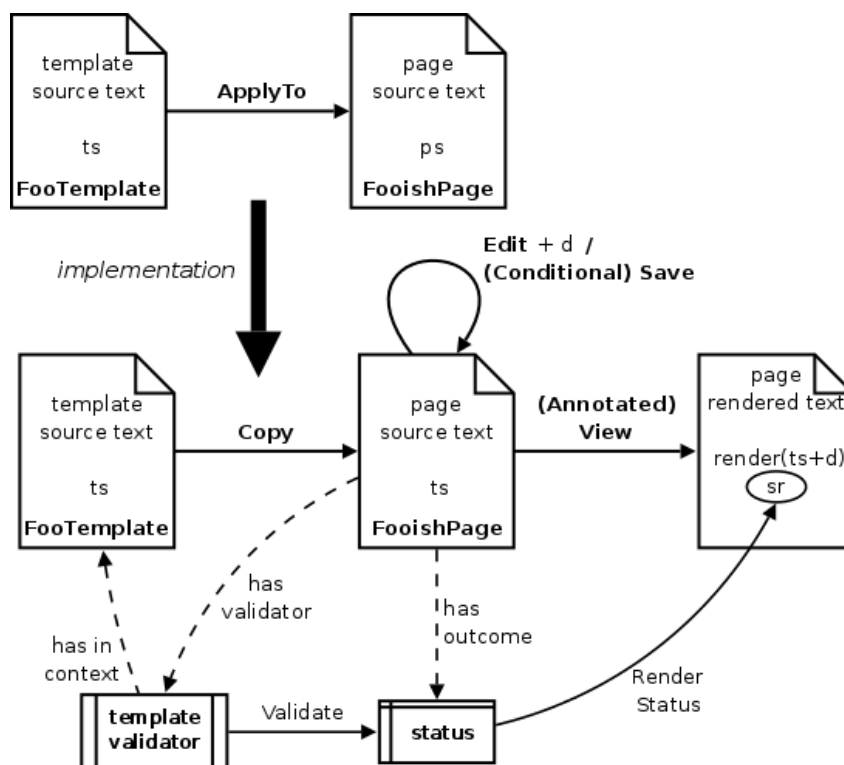 template
source text
ts
FooTemplate
ApplyTo
page
source text
ps
FooishPage
implementation
Edit + d /
(Conditional) Save
template
source text
ts
FooTemplate
Copy
page
source text
ts
FooishPage
(Annotated)
View
page
rendered text
render(ts+d)
sr
has in
context
has
validator
has
outcome
Render
Status
template
validator
Validate
status